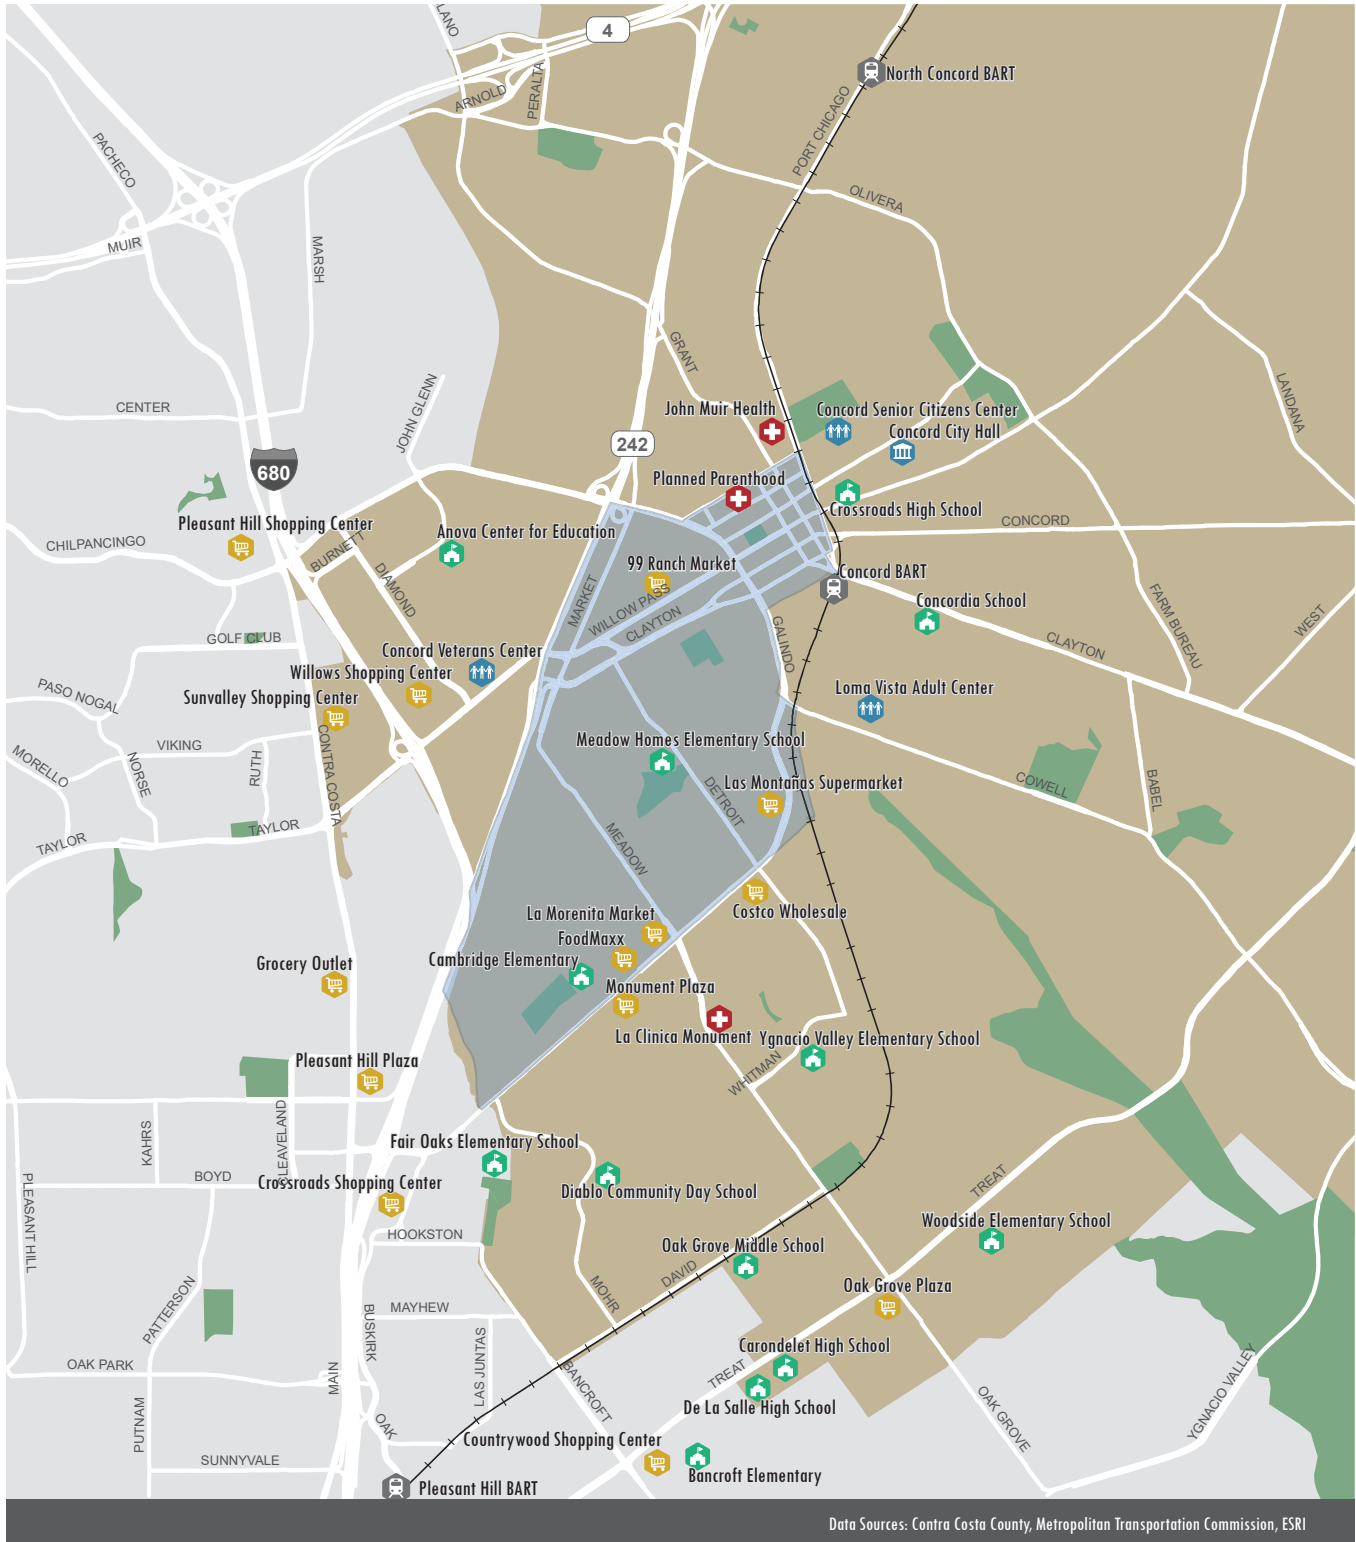 LANO
4
North Concord BART
ARNOLD
PERALTA
PORT CHICAGO
PACHECO
OLIVERA
MUIR
MARSH
GRANT
LANDANA
CENTER
JOHN GLENN
John Muir Health
Concord Senior Citizens Center
Concord City Hall
242
680
Planned Parenthood
Crossroads High School
Pleasant Hill Shopping Center
CONCORD
Anova Center for Education
CHILPANCINGO
BURNETT
99 Ranch Market
Concord BART
DIAMOND
MARKET
WILLOW PASS
CLAYTON
Concordia School
FARM BUREAU
WEST
GOLF CLUB
GALINDO
CLAYTON
Concord Veterans Center
Willows Shopping Center
Sunvalley Shopping Center
Loma Vista Adult Center
PASO NOGAL
VIKING
CONTRA COSTA
Meadow Homes Elementary School
MORELLO
NORSE
RUTH
DETROIT
Las Montañas Supermarket
COWELL
BABEL
TAYLOR
TAYLOR
MEADOW
La Morenita Market
Costco Wholesale
FoodMaxx
Cambridge Elementary
Grocery Outlet
Monument Plaza
La Clinica Monument
Ygnacio Valley Elementary School
Pleasant Hill Plaza
WHITMAN
KAHRS
CLEAVELAND
Fair Oaks Elementary School
BOYD
Crossroads Shopping Center
Diablo Community Day School
TREAT
PLEASANT HILL
Woodside Elementary School
HOOKSTON
Oak Grove Middle School
DAVID
MOHR
Oak Grove Plaza
PATTERSON
MAYHEW
BUSKIRK
LAS JUNTAS
Carondelet High School
OAK PARK
MAIN
BANCROFT
TREAT
De La Salle High School
OAK GROVE
YGNACIO VALLEY
PUTNAM
OAK
Countrywood Shopping Center
SUNNYVALE
Bancroft Elementary
Pleasant Hill BART
Data Sources: Contra Costa County, Metropolitan Transportation Commission, ESRI